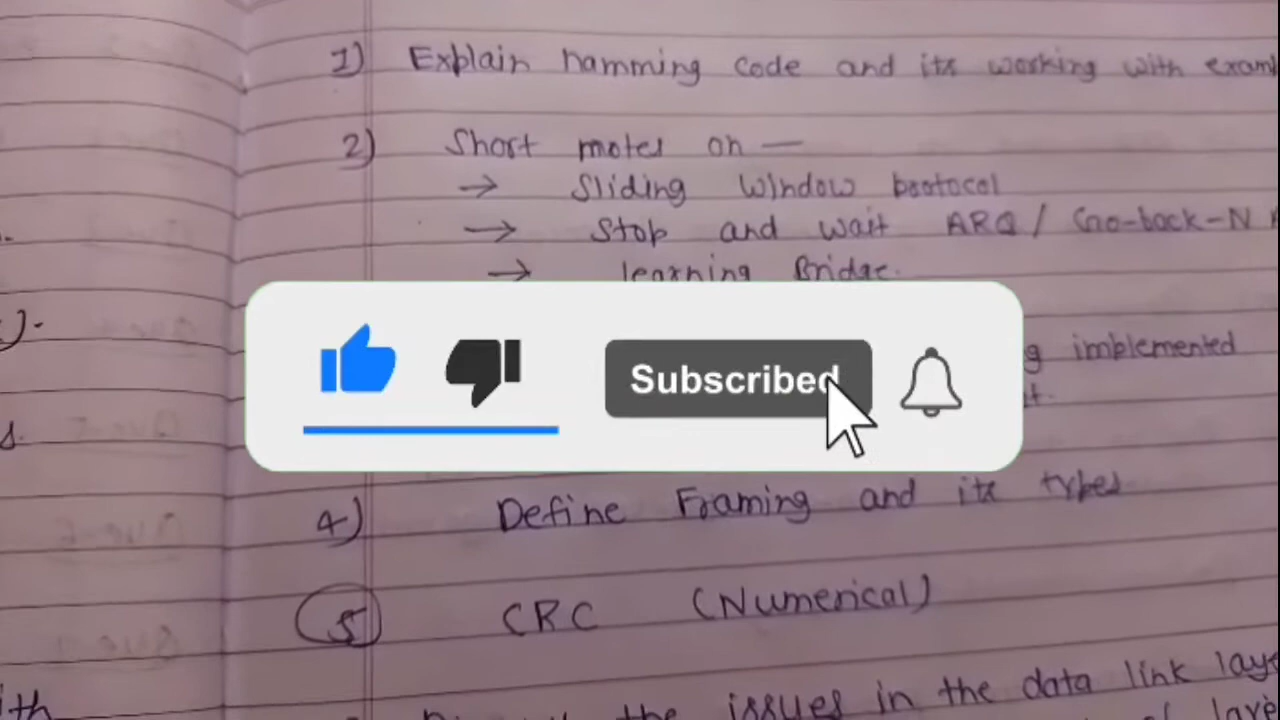 1) Explain hamming code and its working with exam
2) Short notes on —
→ Sliding Window protocol
→ Stop and wait ARQ / Go-back-N
→ learning Bridge.
g implemented
Subscribed
4) Define Framing and its types
5 CRC (Numerical)
the issues in the data link laye